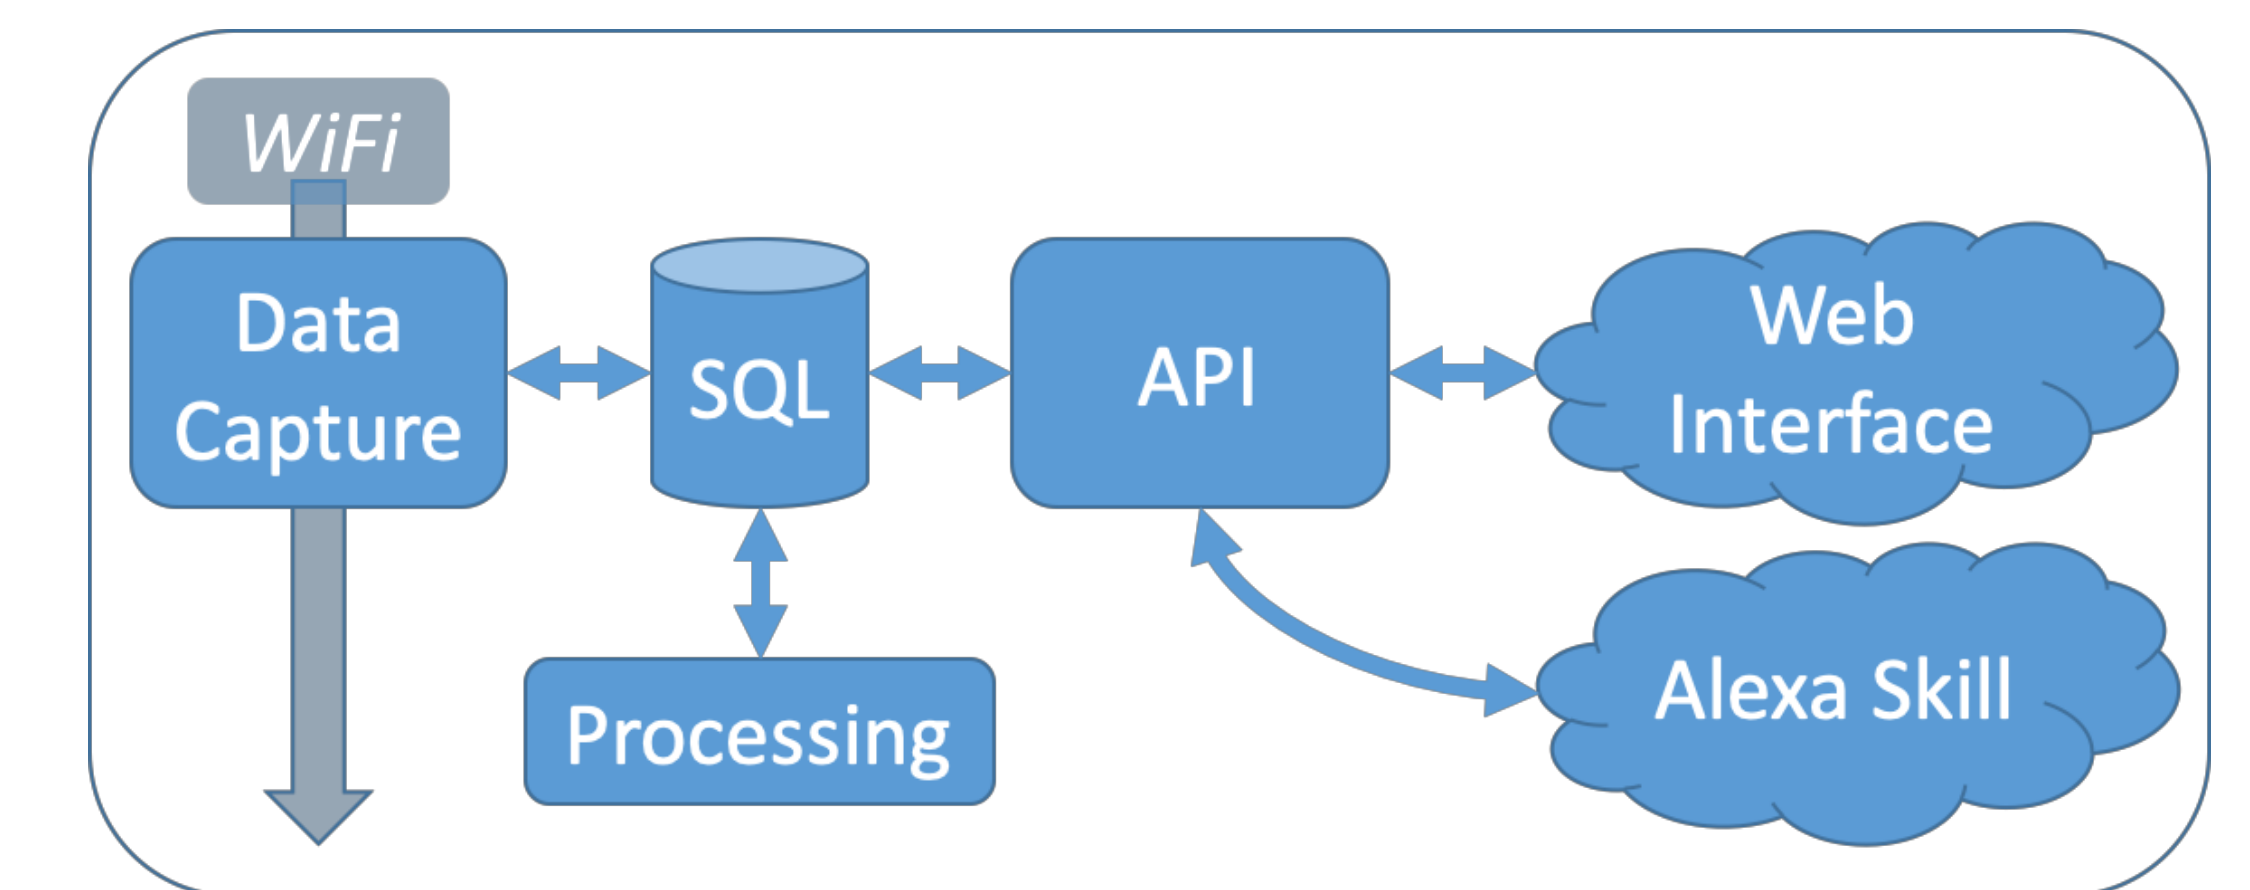 WiFi
Data
Capture
SQL
API
Web
Interface
Processing
Alexa Skill